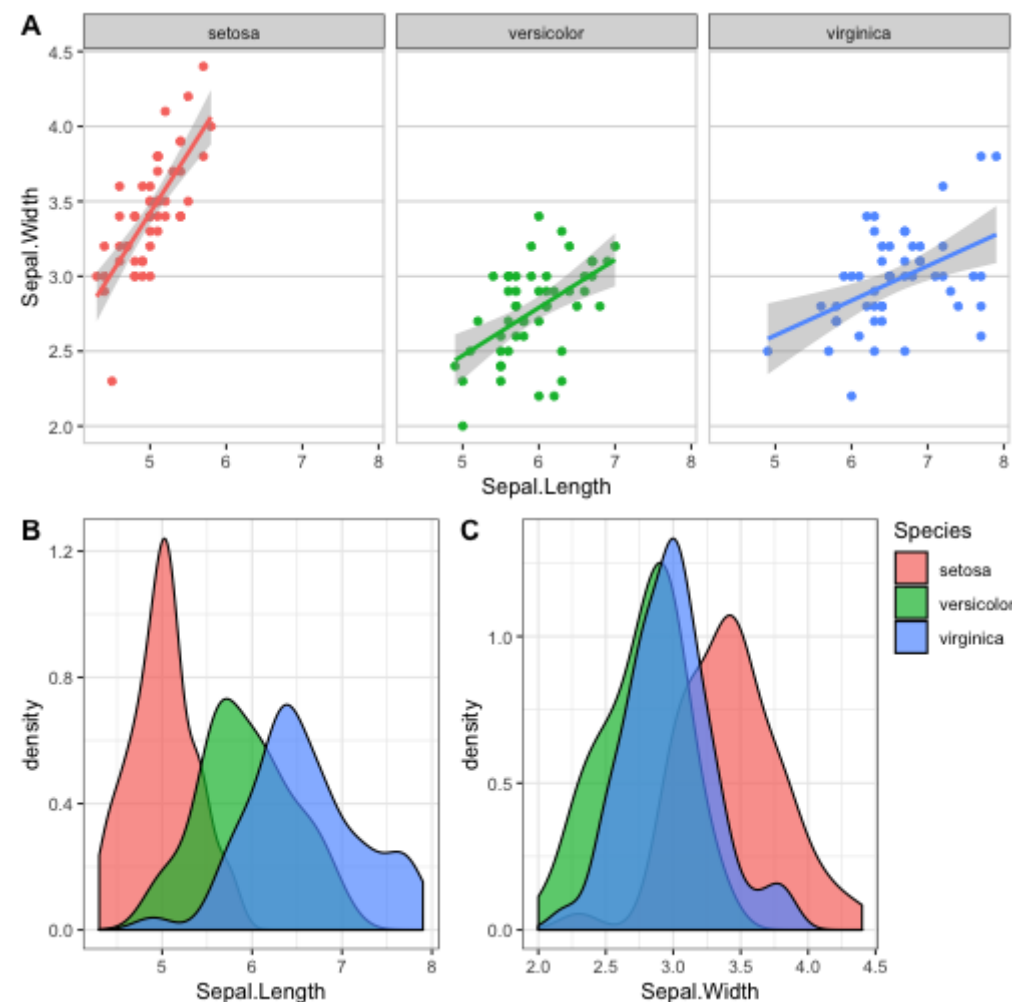 A
setosa
versicolor
virginica
Sepal.Width
4.5
4.0
3.5
3.0
2.5
2.0
5 6 7 8
5 6 7 8
5 6 7 8
Sepal.Length
B
density
1.2
0.8
0.4
0.0
5 6 7 8
Sepal.Length
C
density
1.0
0.5
0.0
2.0 2.5 3.0 3.5 4.0 4.5
Sepal.Width
Species
setosa
versicolor
virginica